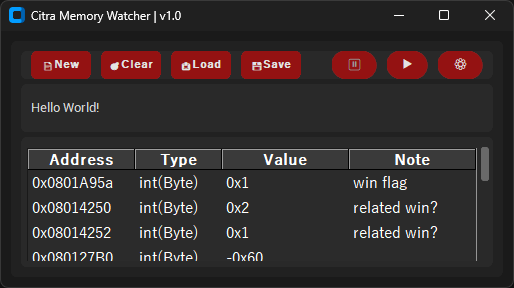 Citra Memory Watcher | v1.0
New Clear Load Save
Hello World!
Address Type Value Note
0x0801A95a int(Byte) 0x1 win flag
0x08014250 int(Byte) 0x2 related win?
0x08014252 int(Byte) 0x1 related win?
0x080127B0 int(Byte) -0x60